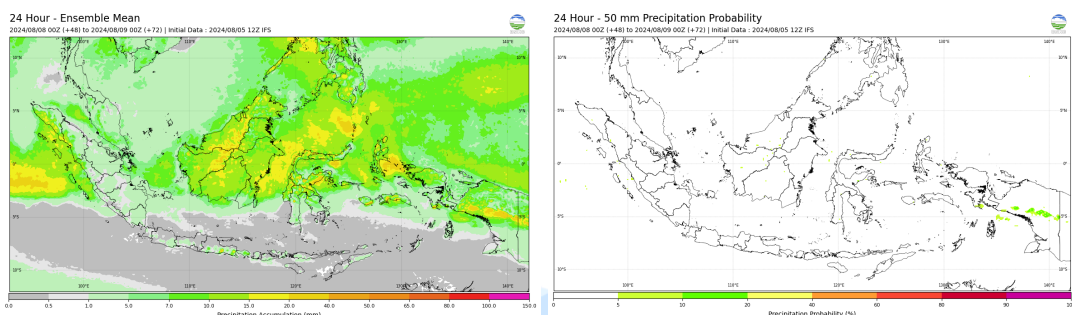 24 Hour - Ensemble Mean
2024/08/08 00Z (+48) to 2024/08/09 00Z (+72) | Initial Data : 2024/08/05 12Z IFS
0.0 0.5 1.0 5.0 7.0 10.0 15.0 20.0 40.0 50.0 65.0 80.0 100.0 150.0
Precipitation Accumulation (mm)
24 Hour - 50 mm Precipitation Probability
2024/08/08 00Z (+48) to 2024/08/09 00Z (+72) | Initial Data : 2024/08/05 12Z IFS
100°E 110°E 120°E 130°E 140°E
0 5 10 20 40 60 80 90
Precipitation Probability (%)